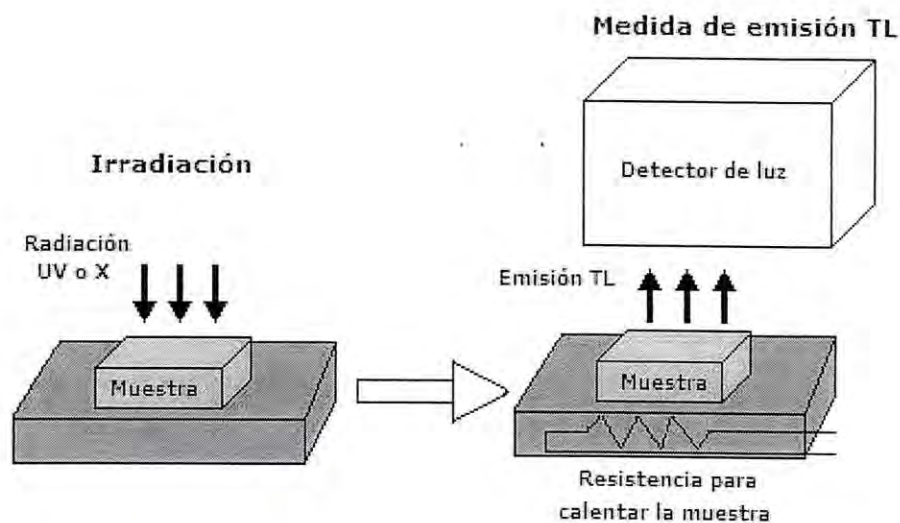 Medida de emisión TL
Detector de luz
Irradiación
Radiación
UV o X
Muestra
Emisión TL
Muestra
Resistencia para
calentar la muestra